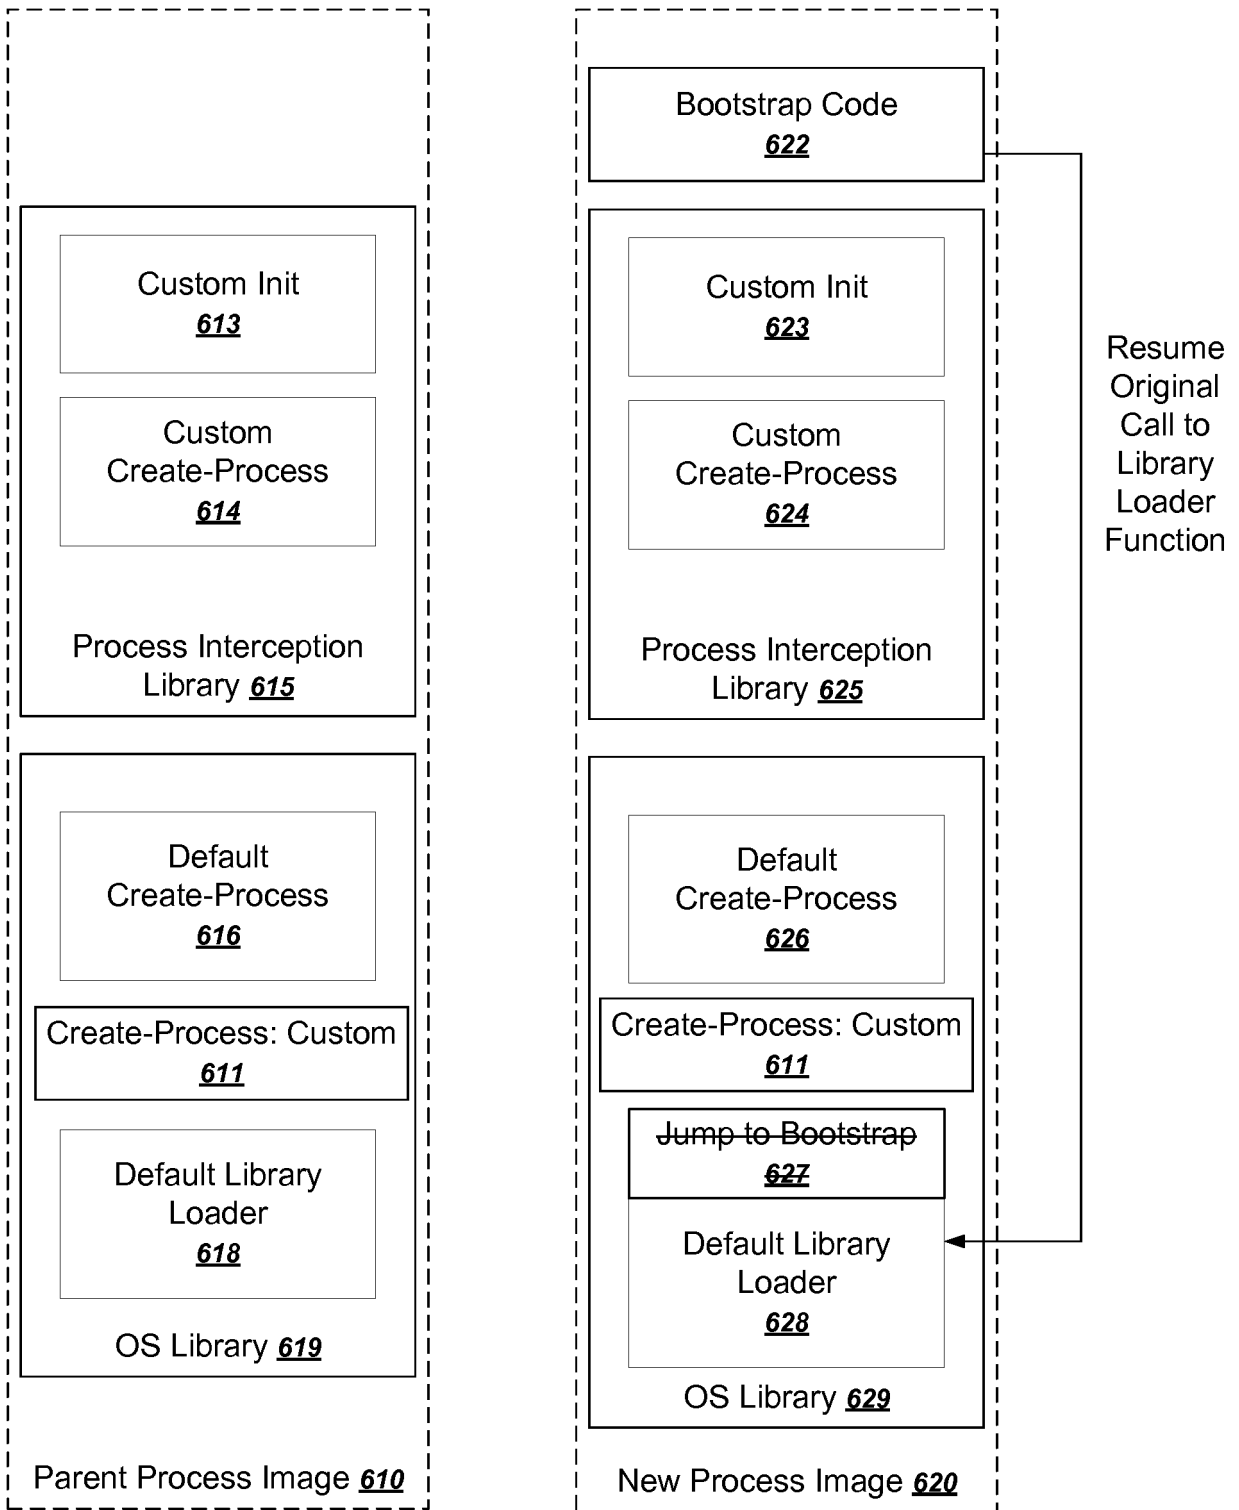 Custom Init
613
Custom
Create-Process
614
Process Interception
Library 615
Default
Create-Process
616
Create-Process: Custom
611
Default Library
Loader
618
OS Library 619
Parent Process Image 610
Bootstrap Code
622
Custom Init
623
Custom
Create-Process
624
Process Interception
Library 625
Default
Create-Process
626
Create-Process: Custom
611
Jump to Bootstrap
627
Default Library
Loader
628
OS Library 629
New Process Image 620
Resume
Original
Call to
Library
Loader
Function